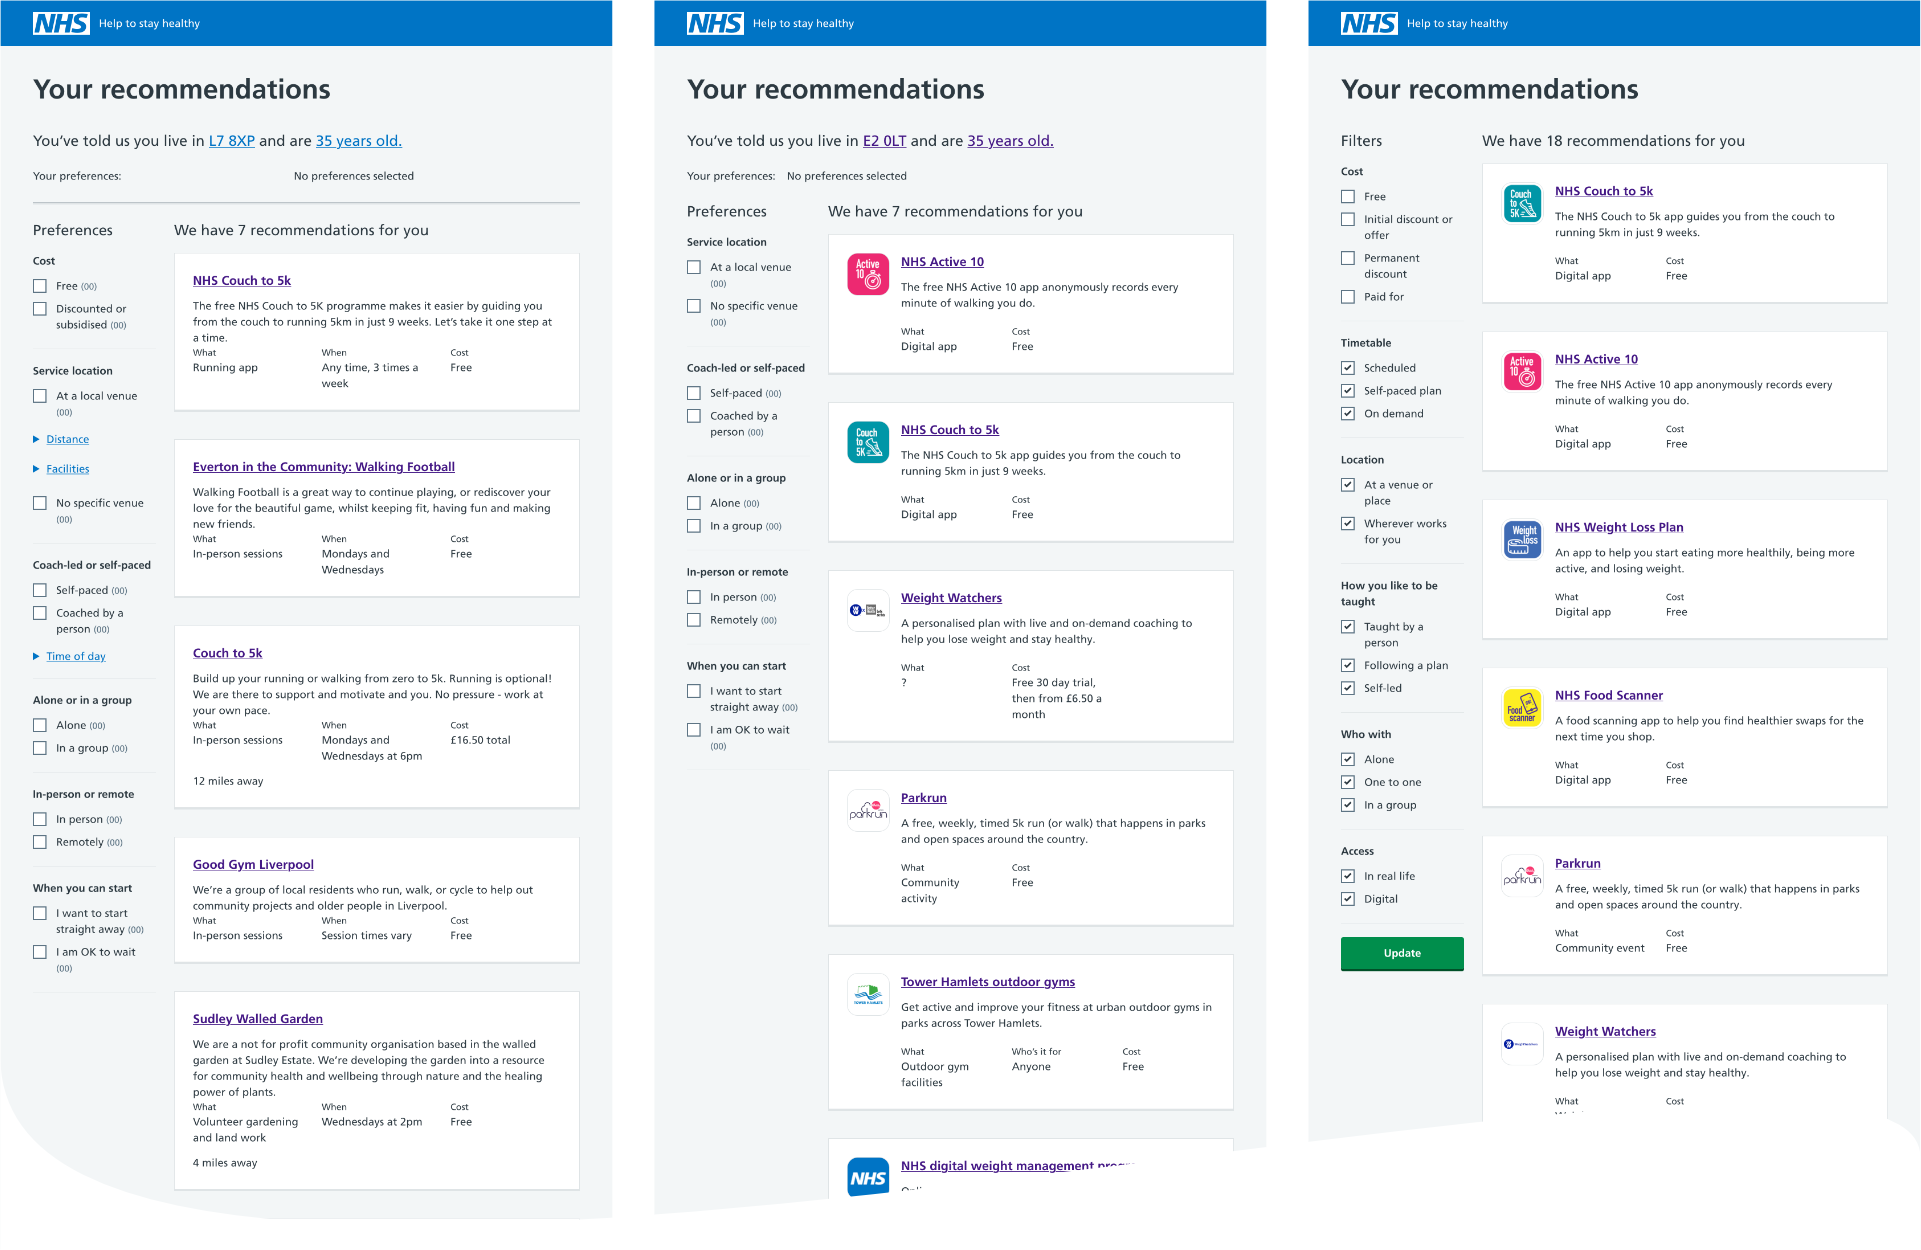 NHS Help to stay healthy
Your recommendations
You've told us you live in L7 8XP and are 35 years old.
Your preferences: No preferences selected
Preferences
Cost
Free (00)
Discounted or
subsidised (00)
Service location
At a local venue
(00)
Distance
Facilities
No specific venue
(00)
Coach-led or self-paced
Self-paced (00)
Coached by a
person (00)
Time of day
Alone or in a group
Alone (00)
In a group (00)
In-person or remote
In person (00)
Remotely (00)
When you can start
I want to start
straight away (00)
I am OK to wait
(00)
We have 7 recommendations for you
NHS Couch to 5k
The free NHS Couch to 5K programme makes it easier by guiding you
from the couch to running 5km in just 9 weeks. Let's take it one step at
a time.
What When Cost
Running app Any time, 3 times a Free
week
Everton in the Community: Walking Football
Walking Football is a great way to continue playing, or rediscover your
love for the beautiful game, whilst keeping fit, having fun and making
new friends.
What When Cost
In-person sessions Mondays and Free
Wednesdays
Couch to 5k
Build up your running or walking from zero to 5k. Running is optional!
We are there to support and motivate and you. No pressure - work at
your own pace.
What When Cost
In-person sessions Mondays and £16.50 total
Wednesdays at 6pm
12 miles away
Good Gym Liverpool
We're a group of local residents who run, walk, or cycle to help out
community projects and older people in Liverpool.
What When Cost
In-person sessions Session times vary Free
Sudley Walled Garden
We are a not for profit community organisation based in the walled
garden at Sudley Estate. We're developing the garden into a resource
for community health and wellbeing through nature and the healing
power of plants.
What When Cost
Volunteer gardening Wednesdays at 2pm Free
and land work
4 miles away
NHS Help to stay healthy
Your recommendations
You've told us you live in E2 0LT and are 35 years old.
Your preferences: No preferences selected
Preferences
Service location
At a local venue
(00)
No specific venue
(00)
Coach-led or self-paced
Self-paced (00)
Coached by a
person (00)
Alone or in a group
Alone (00)
In a group (00)
In-person or remote
In person (00)
Remotely (00)
When you can start
I want to start
straight away (00)
I am OK to wait
(00)
We have 7 recommendations for you
Active
10
NHS Active 10
The free NHS Active 10 app anonymously records every
minute of walking you do.
What Cost
Digital app Free
Couch
to
5K
NHS Couch to 5k
The NHS Couch to 5k app guides you from the couch to
running 5km in just 9 weeks.
What Cost
Digital app Free
Weight Watchers
A personalised plan with live and on-demand coaching to
help you lose weight and stay healthy.
What Cost
? Free 30 day trial,
then from £6.50 a
month
parkrun
Parkrun
A free, weekly, timed 5k run (or walk) that happens in parks
and open spaces around the country.
What Cost
Community Free
activity
TOWER HAMLETS
Tower Hamlets outdoor gyms
Get active and improve your fitness at urban outdoor gyms in
parks across Tower Hamlets.
What Who's it for Cost
Outdoor gym Anyone Free
facilities
NHS
NHS digital weight management
NHS Help to stay healthy
Your recommendations
Filters
Cost
Free
Initial discount or
offer
Permanent
discount
Paid for
Timetable
Scheduled
Self-paced plan
On demand
Location
At a venue or
place
Wherever works
for you
How you like to be
taught
Taught by a
person
Following a plan
Self-led
Who with
Alone
One to one
In a group
Access
In real life
Digital
Update
We have 18 recommendations for you
Couch
to
5K
NHS Couch to 5k
The NHS Couch to 5k app guides you from the couch to
running 5km in just 9 weeks.
What Cost
Digital app Free
Active
10
NHS Active 10
The free NHS Active 10 app anonymously records every
minute of walking you do.
What Cost
Digital app Free
Weight
loss
NHS Weight Loss Plan
An app to help you start eating more healthily, being more
active, and losing weight.
What Cost
Digital app Free
Food
scanner
NHS Food Scanner
A food scanning app to help you find healthier swaps for the
next time you shop.
What Cost
Digital app Free
parkrun
Parkrun
A free, weekly, timed 5k run (or walk) that happens in parks
and open spaces around the country.
What Cost
Community event Free
Weight Watchers
A personalised plan with live and on-demand coaching to
help you lose weight and stay healthy.
What Cost